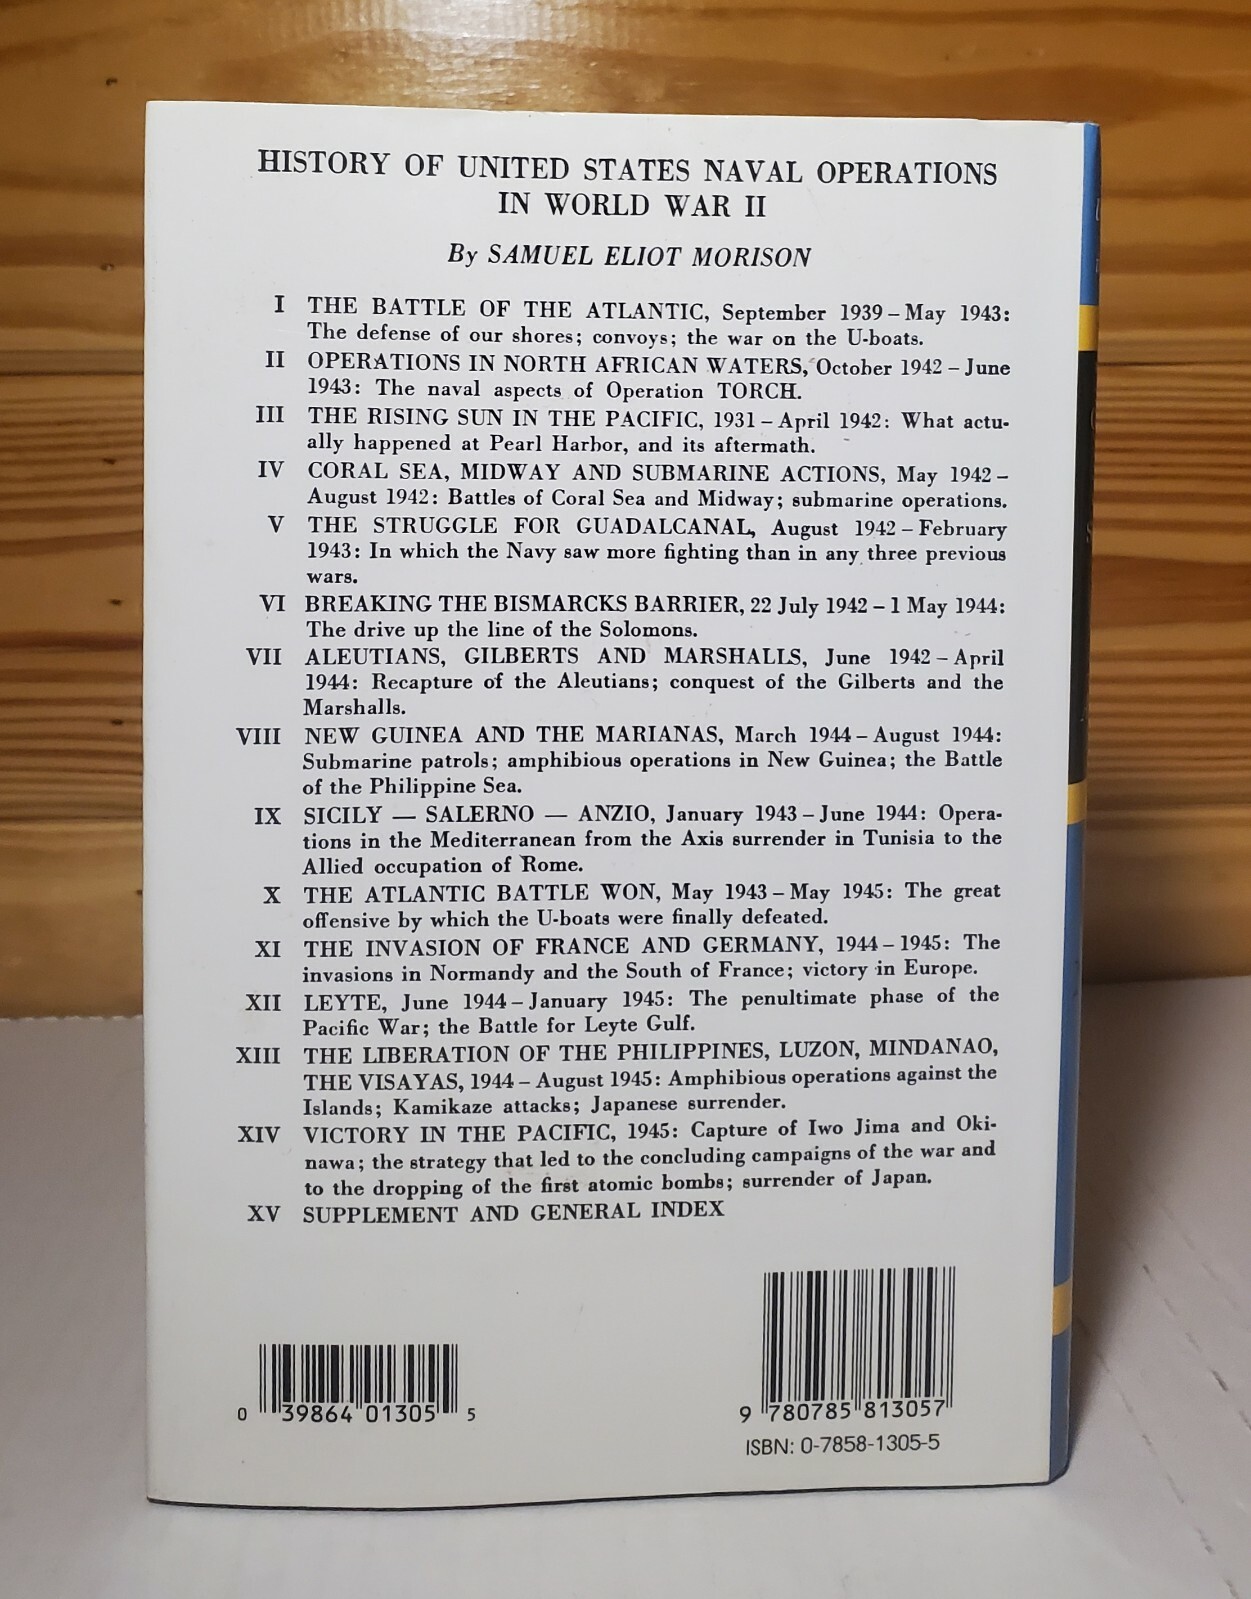 HISTORY OF UNITED STATES NAVAL OPERATIONS
IN WORLD WAR II
By SAMUEL ELIOT MORISON
I THE BATTLE OF THE ATLANTIC, September 1939 – May 1943:
The defense of our shores; convoys; the war on the U-boats.
II OPERATIONS IN NORTH AFRICAN WATERS, October 1942 – June
1943: The naval aspects of Operation TORCH.
III THE RISING SUN IN THE PACIFIC, 1931 – April 1942: What actu-
ally happened at Pearl Harbor, and its aftermath.
IV CORAL SEA, MIDWAY AND SUBMARINE ACTIONS, May 1942 –
August 1942: Battles of Coral Sea and Midway; submarine operations.
V THE STRUGGLE FOR GUADALCANAL, August 1942 – February
1943: In which the Navy saw more fighting than in any three previous
wars.
VI BREAKING THE BISMARCKS BARRIER, 22 July 1942 – 1 May 1944:
The drive up the line of the Solomons.
VII ALEUTIANS, GILBERTS AND MARSHALLS, June 1942 – April
1944: Recapture of the Aleutians; conquest of the Gilberts and the
Marshalls.
VIII NEW GUINEA AND THE MARIANAS, March 1944 – August 1944:
Submarine patrols; amphibious operations in New Guinea; the Battle
of the Philippine Sea.
IX SICILY — SALERNO — ANZIO, January 1943 – June 1944: Opera-
tions in the Mediterranean from the Axis surrender in Tunisia to the
Allied occupation of Rome.
X THE ATLANTIC BATTLE WON, May 1943 – May 1945: The great
offensive by which the U-boats were finally defeated.
XI THE INVASION OF FRANCE AND GERMANY, 1944 – 1945: The
invasions in Normandy and the South of France; victory in Europe.
XII LEYTE, June 1944 – January 1945: The penultimate phase of the
Pacific War; the Battle for Leyte Gulf.
XIII THE LIBERATION OF THE PHILIPPINES, LUZON, MINDANAO,
THE VISAYAS, 1944 – August 1945: Amphibious operations against the
Islands; Kamikaze attacks; Japanese surrender.
XIV VICTORY IN THE PACIFIC, 1945: Capture of Iwo Jima and Oki-
nawa; the strategy that led to the concluding campaigns of the war and
to the dropping of the first atomic bombs; surrender of Japan.
XV SUPPLEMENT AND GENERAL INDEX
0 39864 01305 5
9 780785 813057
ISBN: 0-7858-1305-5